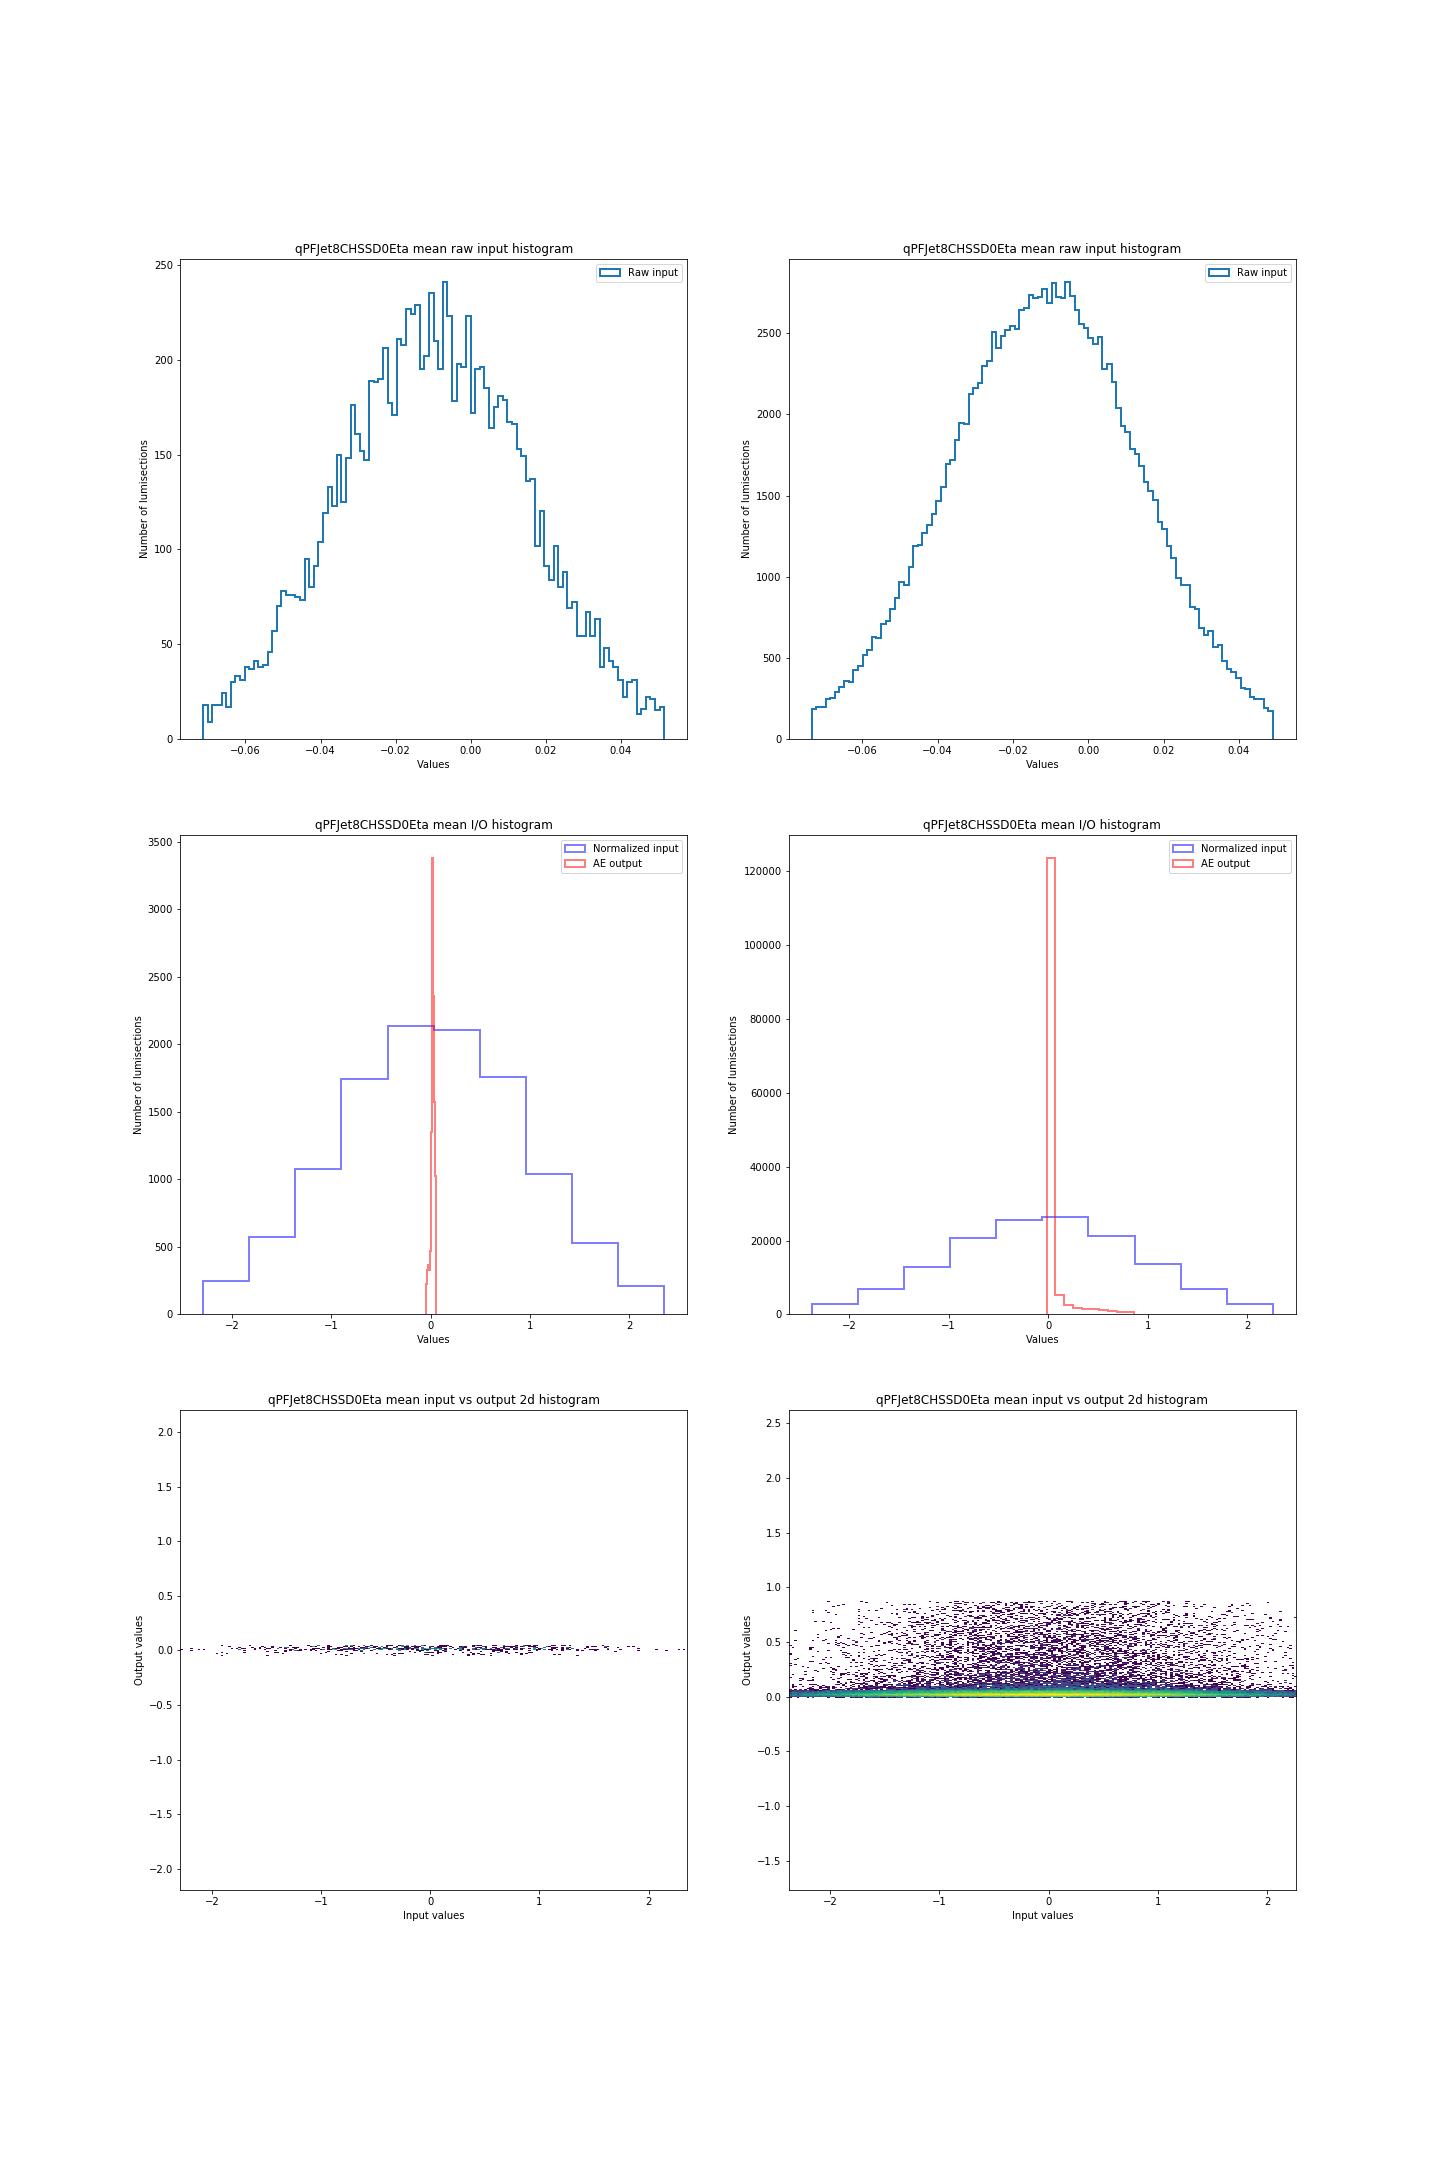 qPFJet8CHSSD0Eta mean raw input histogram
250
200
150
100
50
0
Number of lumisections
Raw input
−0.06 −0.04 −0.02 0.00 0.02 0.04
Values
qPFJet8CHSSD0Eta mean raw input histogram
2500
2000
1500
1000
500
0
Number of lumisections
Raw input
−0.06 −0.04 −0.02 0.00 0.02 0.04
Values
qPFJet8CHSSD0Eta mean I/O histogram
3500
3000
2500
2000
1500
1000
500
0
Number of lumisections
Normalized input
AE output
−2 −1 0 1 2
Values
qPFJet8CHSSD0Eta mean I/O histogram
120000
100000
80000
60000
40000
20000
0
Number of lumisections
Normalized input
AE output
−2 −1 0 1 2
Values
qPFJet8CHSSD0Eta mean input vs output 2d histogram
2.0
1.5
1.0
0.5
0.0
−0.5
−1.0
−1.5
−2.0
Output values
−2 −1 0 1 2
Input values
qPFJet8CHSSD0Eta mean input vs output 2d histogram
2.5
2.0
1.5
1.0
0.5
0.0
−0.5
−1.0
−1.5
Output values
−2 −1 0 1 2
Input values